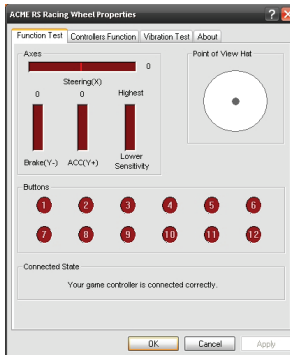 ACME RS Racing Wheel Properties
Function Test Controllers Function Vibration Test About
Axes
0
Steering(X)
0 0 Highest
Brake(Y-) ACC(Y+) Lower
Sensitivity
Point of View Hat
Buttons
1 2 3 4 5 6
7 8 9 10 11 12
Connected State
Your game controller is connected correctly.
OK Cancel Apply